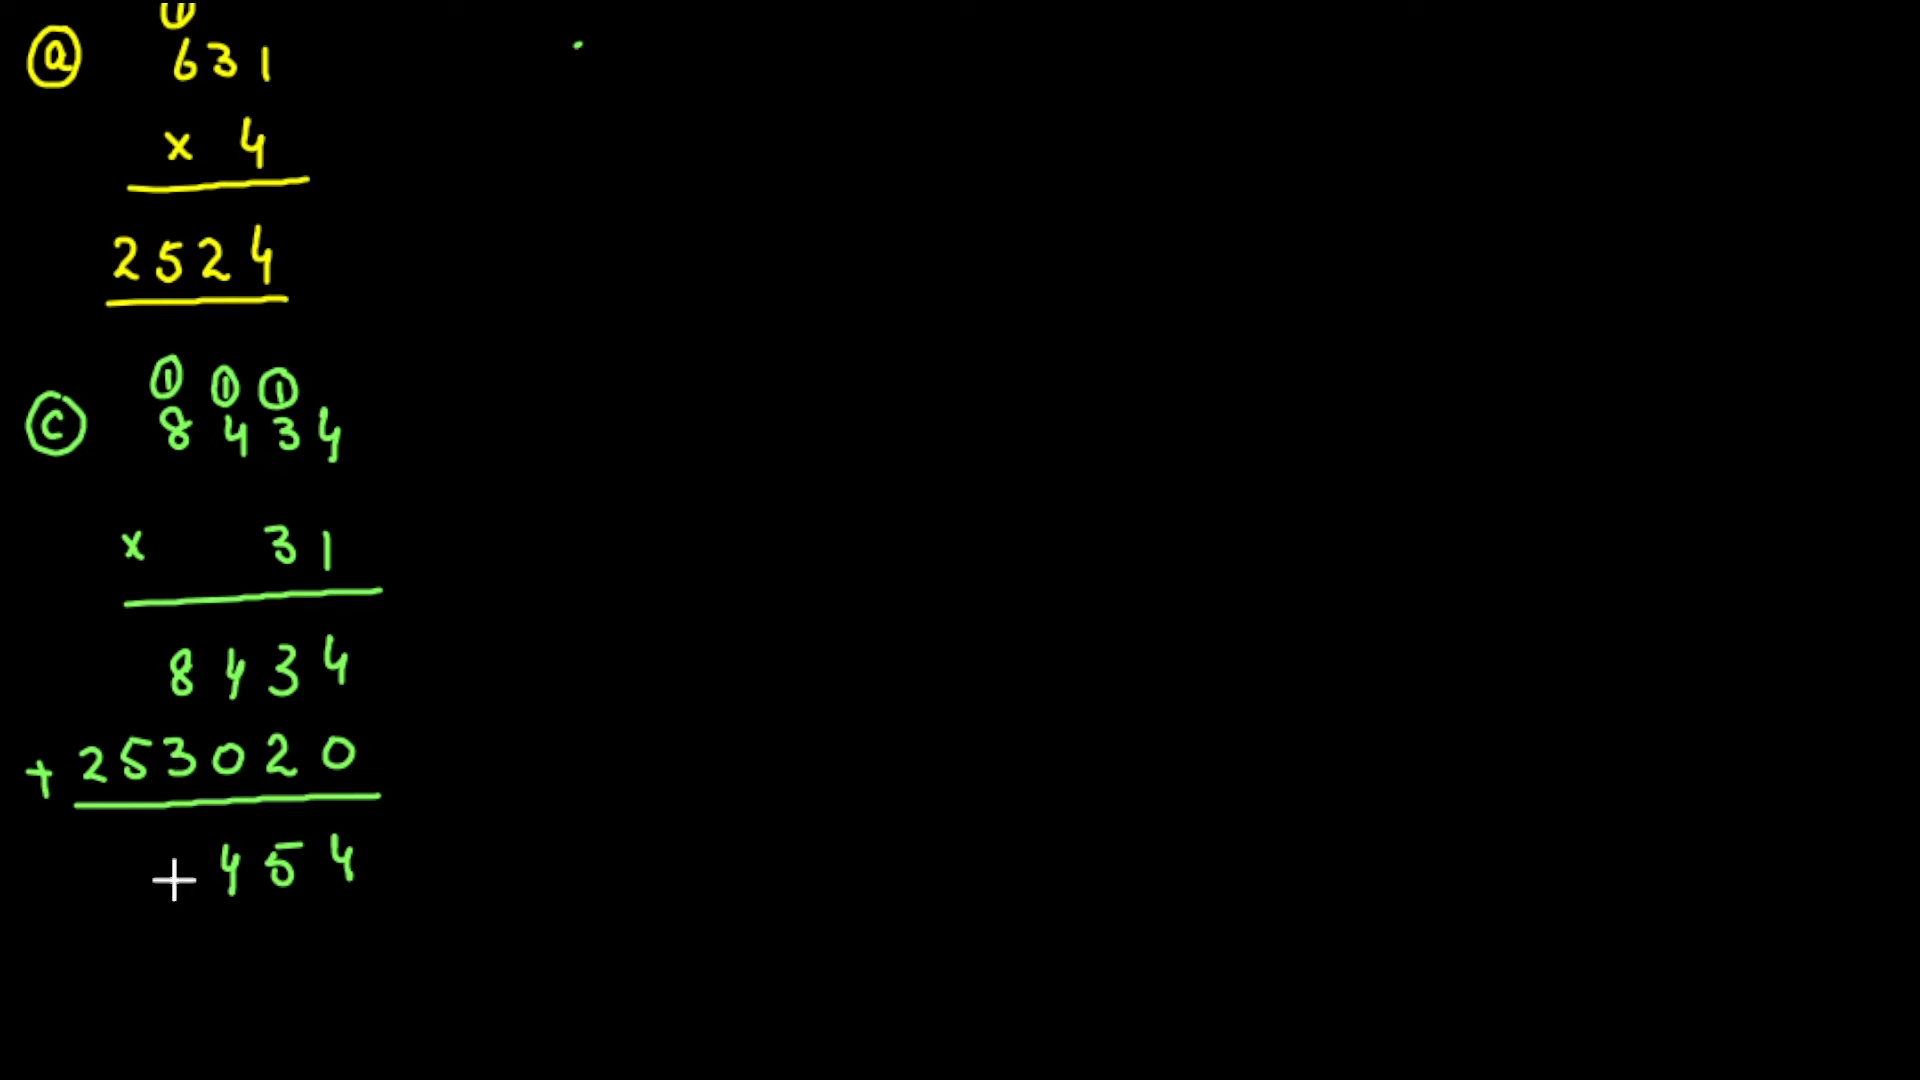 ①
ⓐ 631
x 4
2524
① ① ①
ⓒ 8434
x 31
8434
+ 253020
454